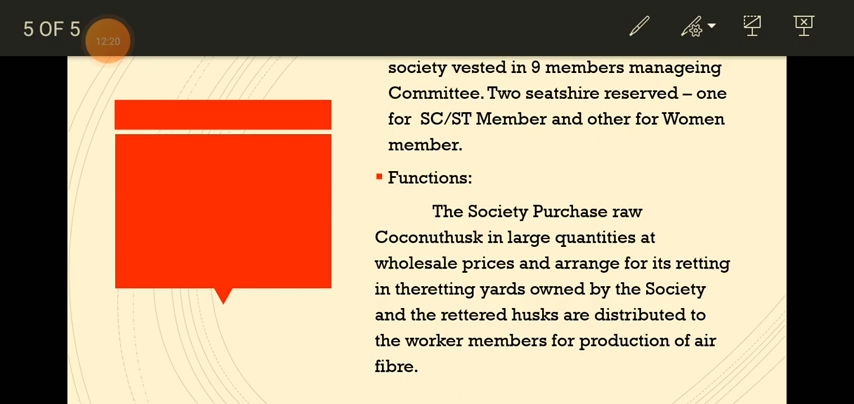 5 OF 5
12:20
society vested in 9 members manageing
Committee. Two seatshire reserved – one
for SC/ST Member and other for Women
member.
Functions:
The Society Purchase raw
Coconuthusk in large quantities at
wholesale prices and arrange for its retting
in theretting yards owned by the Society
and the rettered husks are distributed to
the worker members for production of air
fibre.